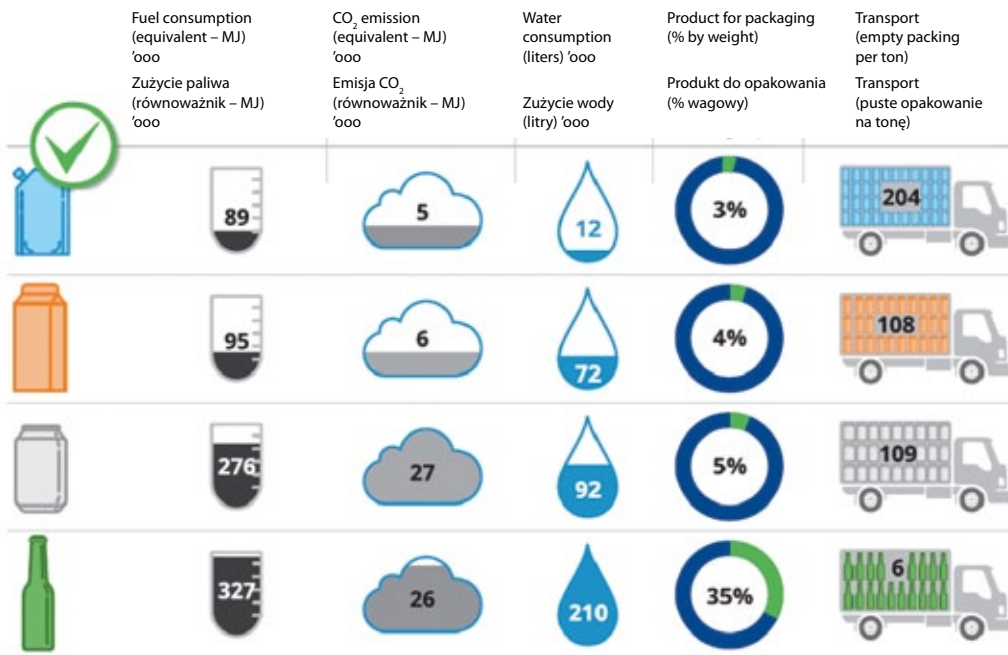 Fuel consumption
(equivalent – MJ)
’ooo
Zużycie paliwa
(równoważnik – MJ)
’ooo
CO₂ emission
(equivalent – MJ)
’ooo
Emisja CO₂
(równoważnik – MJ)
’ooo
Water
consumption
(liters) ’ooo
Zużycie wody
(litry) ’ooo
Product for packaging
(% by weight)
Produkt do opakowania
(% wagowy)
Transport
(empty packing
per ton)
Transport
(puste opakowanie
na tonę)
89 5 12 3% 204
95 6 72 4% 108
276 27 92 5% 109
327 26 210 35% 6